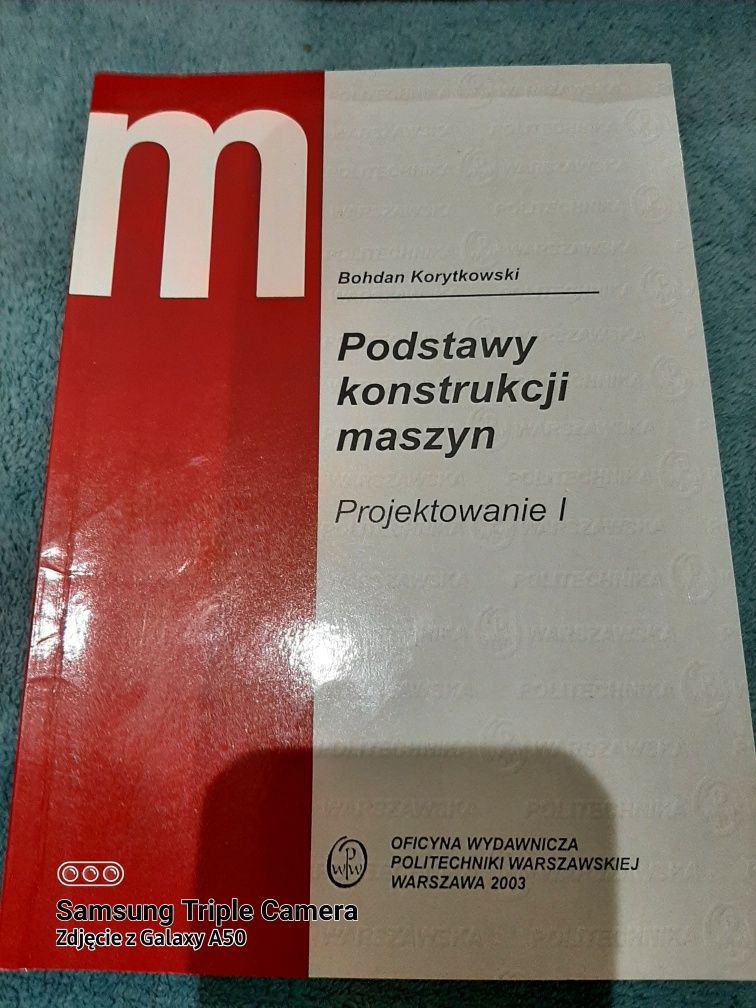 m
Bohdan Korytkowski
Podstawy
konstrukcji
maszyn
Projektowanie I
OFICYNA WYDAWNICZA
POLITECHNIKI WARSZAWSKIEJ
WARSZAWA 2003
Samsung Triple Camera
Zdjęcie z Galaxy A50